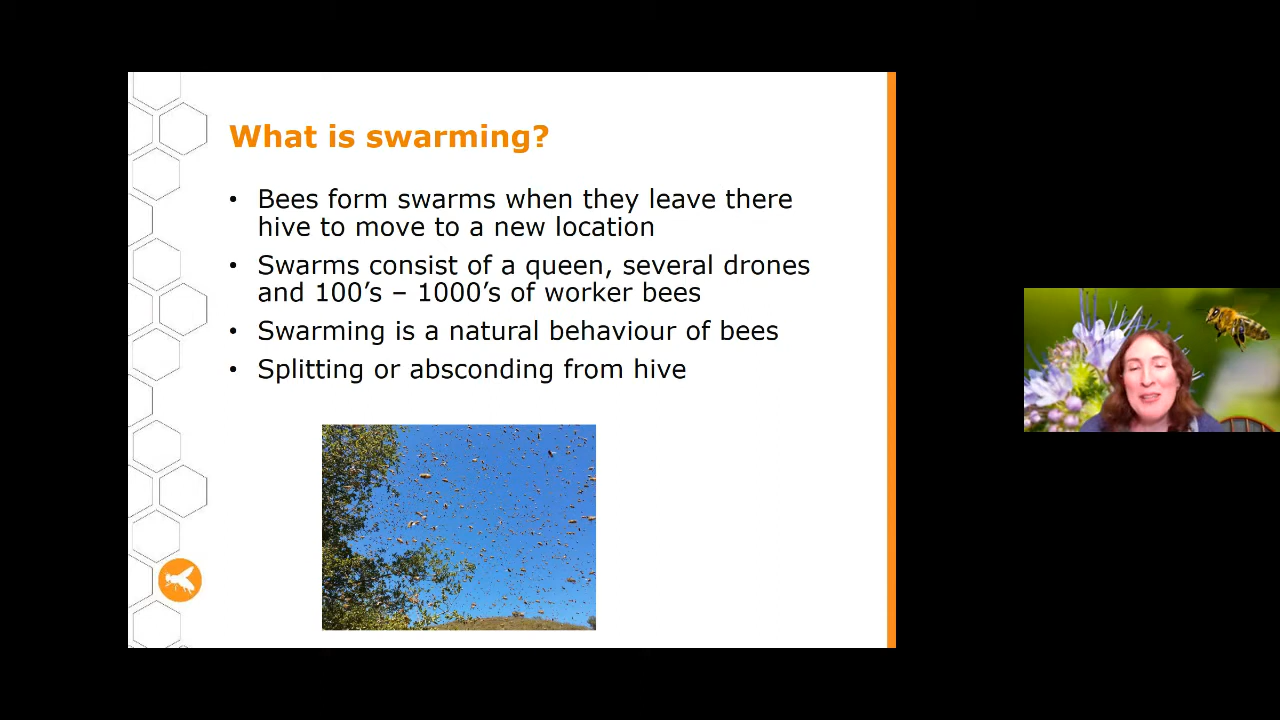 What is swarming?
• Bees form swarms when they leave there
hive to move to a new location
• Swarms consist of a queen, several drones
and 100’s – 1000’s of worker bees
• Swarming is a natural behaviour of bees
• Splitting or absconding from hive